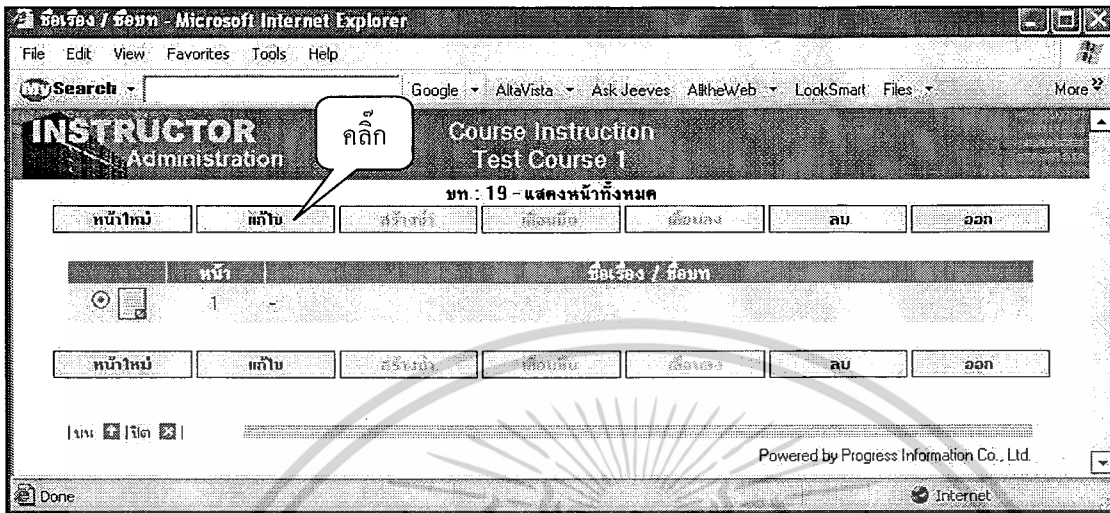 ชื่อเรื่อง / ชื่อบท - Microsoft Internet Explorer
File Edit View Favorites Tools Help
My Search Google AltaVista Ask Jeeves AlltheWeb LookSmart Files More
INSTRUCTOR
Administration
คลิ๊ก
Course Instruction
Test Course 1
บท : 19 - แสดงหน้าทั้งหมด
หน้าใหม่ แก้ไข สร้างซ้ำ เลื่อนขึ้น เลื่อนลง ลบ ออก
หน้า ชื่อเรื่อง / ชื่อบท
1 -
หน้าใหม่ แก้ไข สร้างซ้ำ เลื่อนขึ้น เลื่อนลง ลบ ออก
|บน |ปิด |
Powered by Progress Information Co., Ltd.
Done Internet